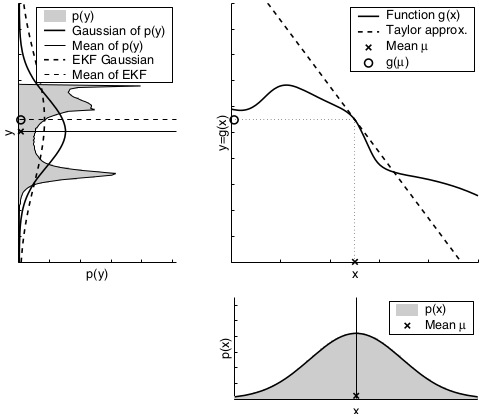 p(y)
Gaussian of p(y)
Mean of p(y)
EKF Gaussian
Mean of EKF
y
p(y)
Function g(x)
Taylor approx.
Mean μ
g(μ)
y=g(x)
x
p(x)
Mean μ
p(x)
x